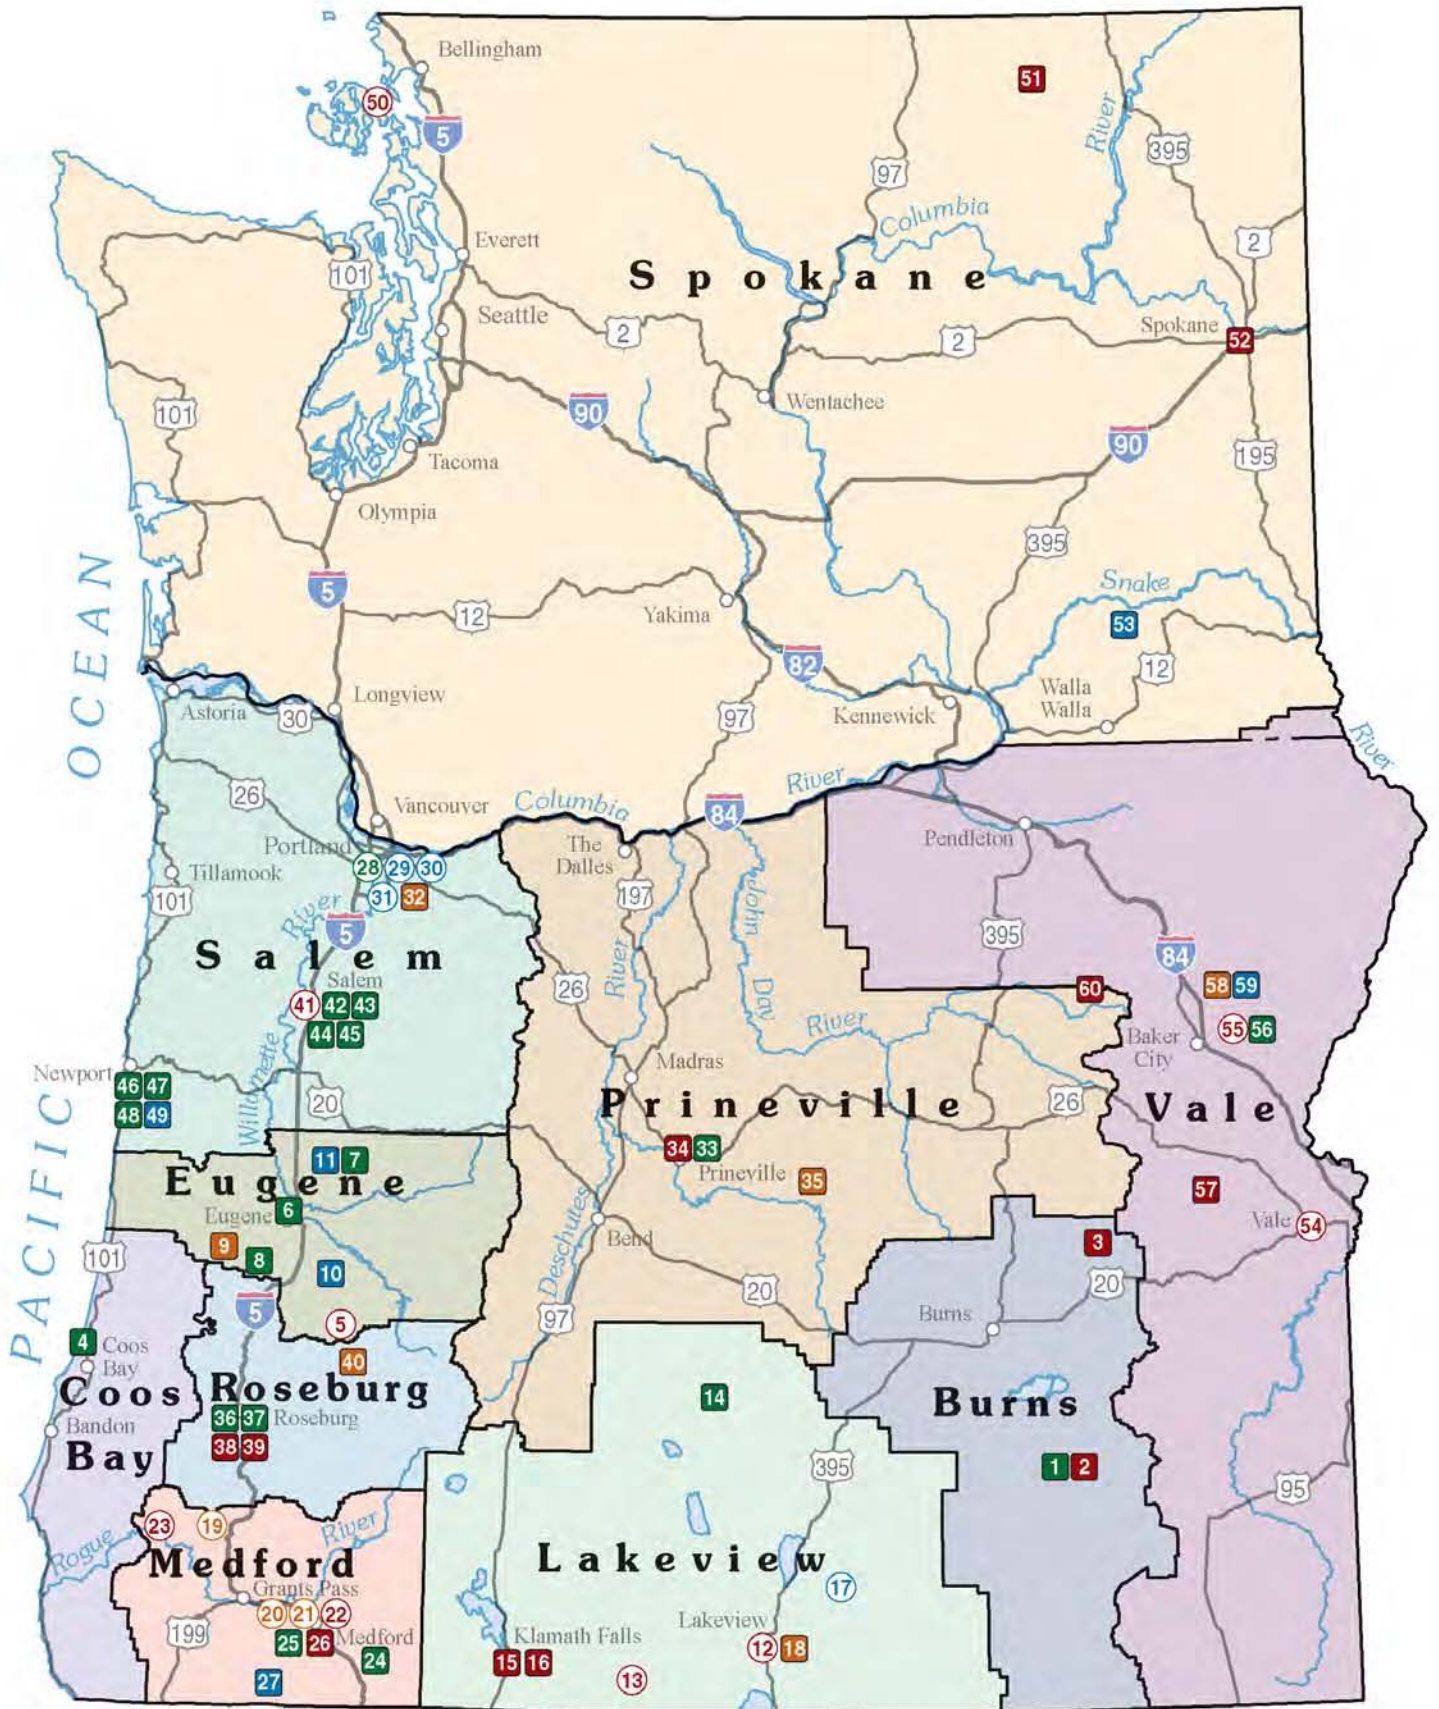 Bellingham
51
50
5
River
395
97
Columbia
2
Everett
101
Spokane
Seattle
2
2
Spokane
52
101
90
Wentachee
90
195
Tacoma
Olympia
395
5
Snake
12
Yakima
53
82
12
Walla
Walla
Longview
Astoria
30
97
Kennewick
OCEAN
River
River
84
26
Vancouver
Columbia
Portland
The
Dalles
Pendleton
28 29 30
31 32
Tillamook
101
197
John
Day
River
5
395
Salem
84
River
Salem
26
58 59
60
41 42 43
44 45
River
55 56
Baker
City
Willamette
Newport
46 47
48 49
Madras
20
Prineville
26
Vale
11 7
34 33
Prineville
35
57
Eugene
Eugene
6
Vale
54
9
8
10
Bend
3
101
Deschutes
20
20
PACIFIC
5
97
5
Burns
4
Coos
Bay
40
Coos
Bay
Roseburg
14
Burns
36 37
Roseburg
38 39
Bandon
1 2
395
95
23
19
River
Rogue
Medford
Lakeview
17
Grants Pass
20 21 22
199
25 26
Medford
24
27
Klamath Falls
15 16
13
Lakeview
12 18